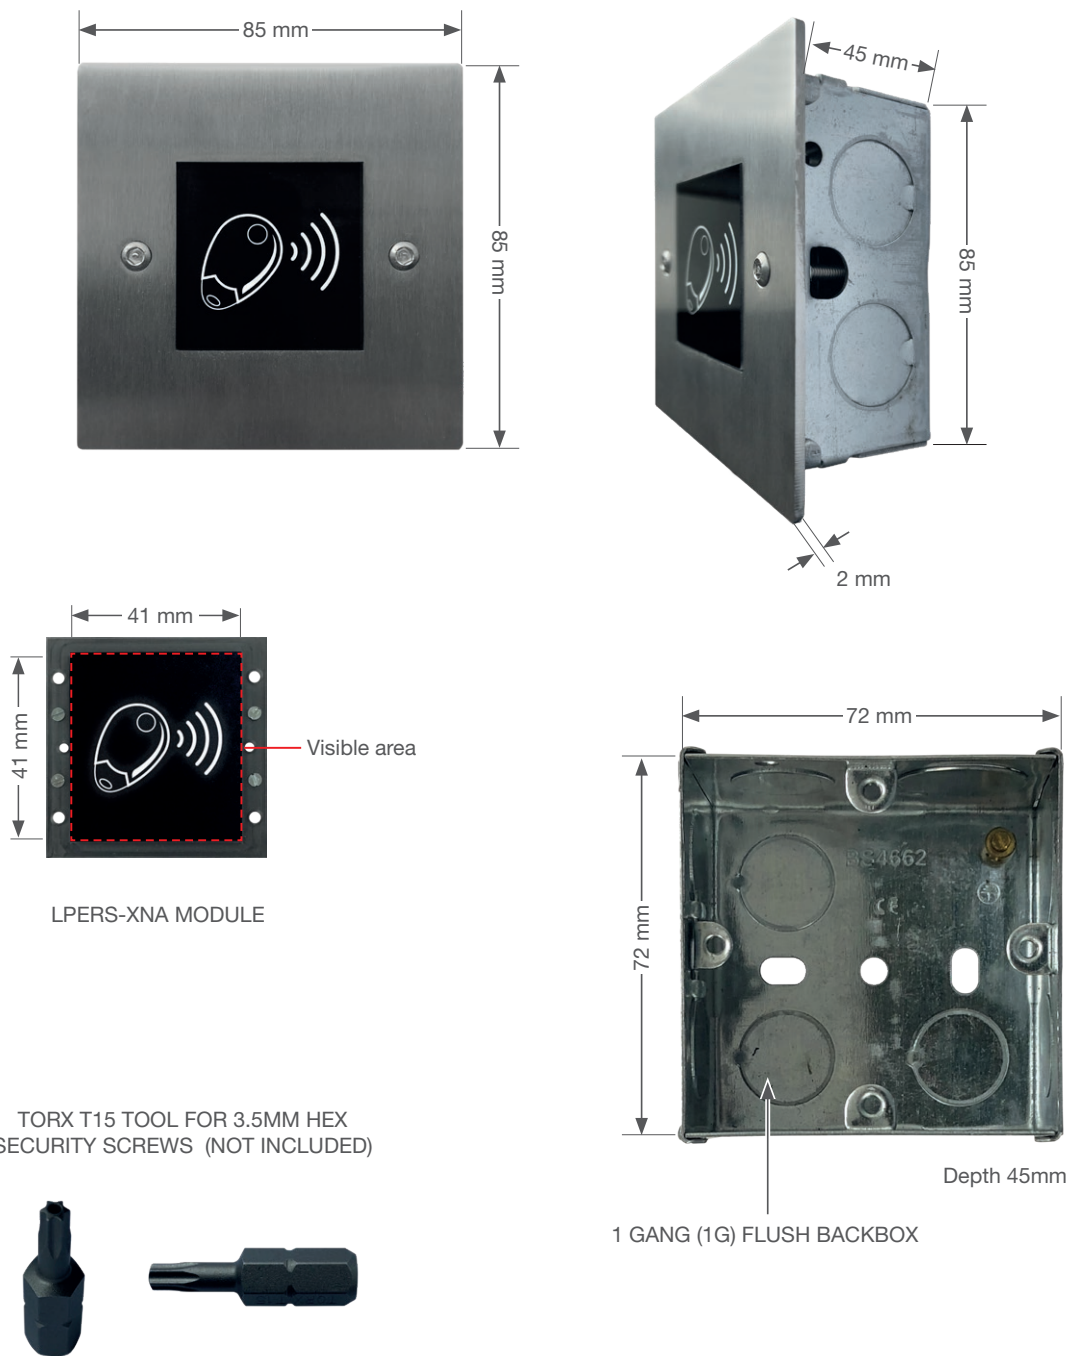 85 mm
45 mm
85 mm
85 mm
2 mm
41 mm
41 mm
Visible area
LPERS-XNA MODULE
72 mm
72 mm
BS4662
CE
Depth 45mm
1 GANG (1G) FLUSH BACKBOX
TORX T15 TOOL FOR 3.5MM HEX
SECURITY SCREWS (NOT INCLUDED)